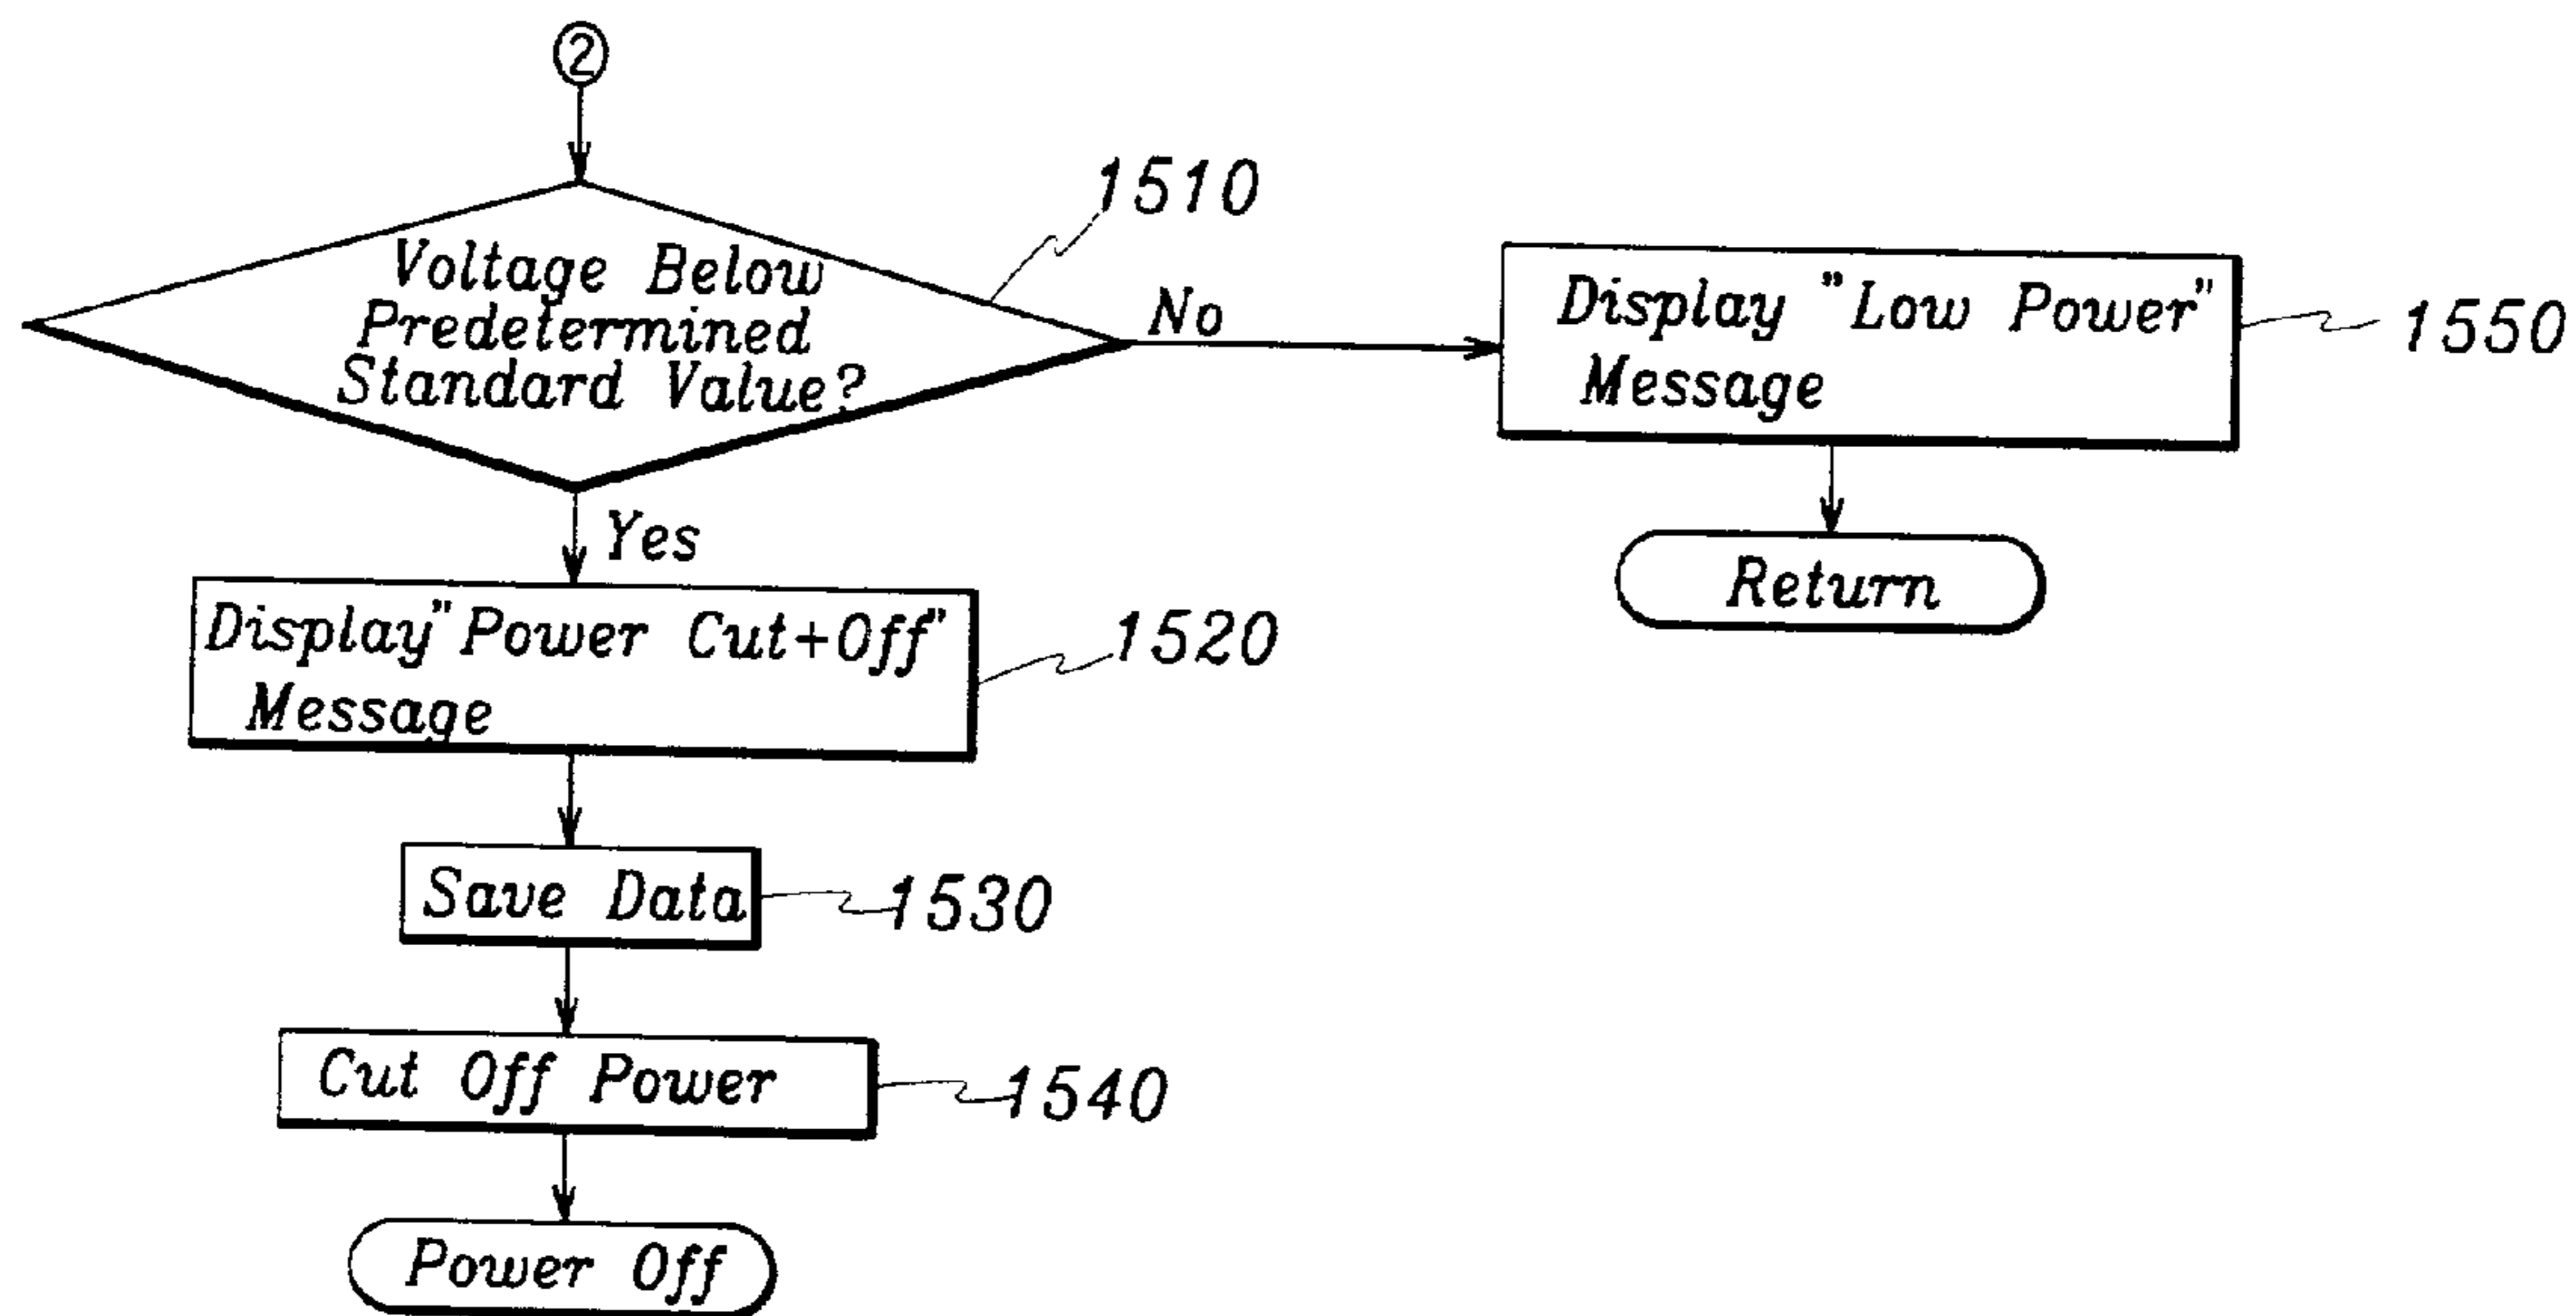 ②
1510
Voltage Below
Predetermined
Standard Value?
No
Display "Low Power"
Message
1550
Return
Yes
Display "Power Cut+Off"
Message
1520
Save Data
1530
Cut Off Power
1540
Power Off